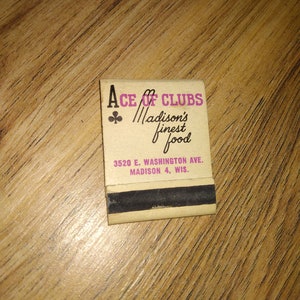 ACE OF CLUBS
Madison's
finest
food
3520 E. WASHINGTON AVE.
MADISON 4, WIS.